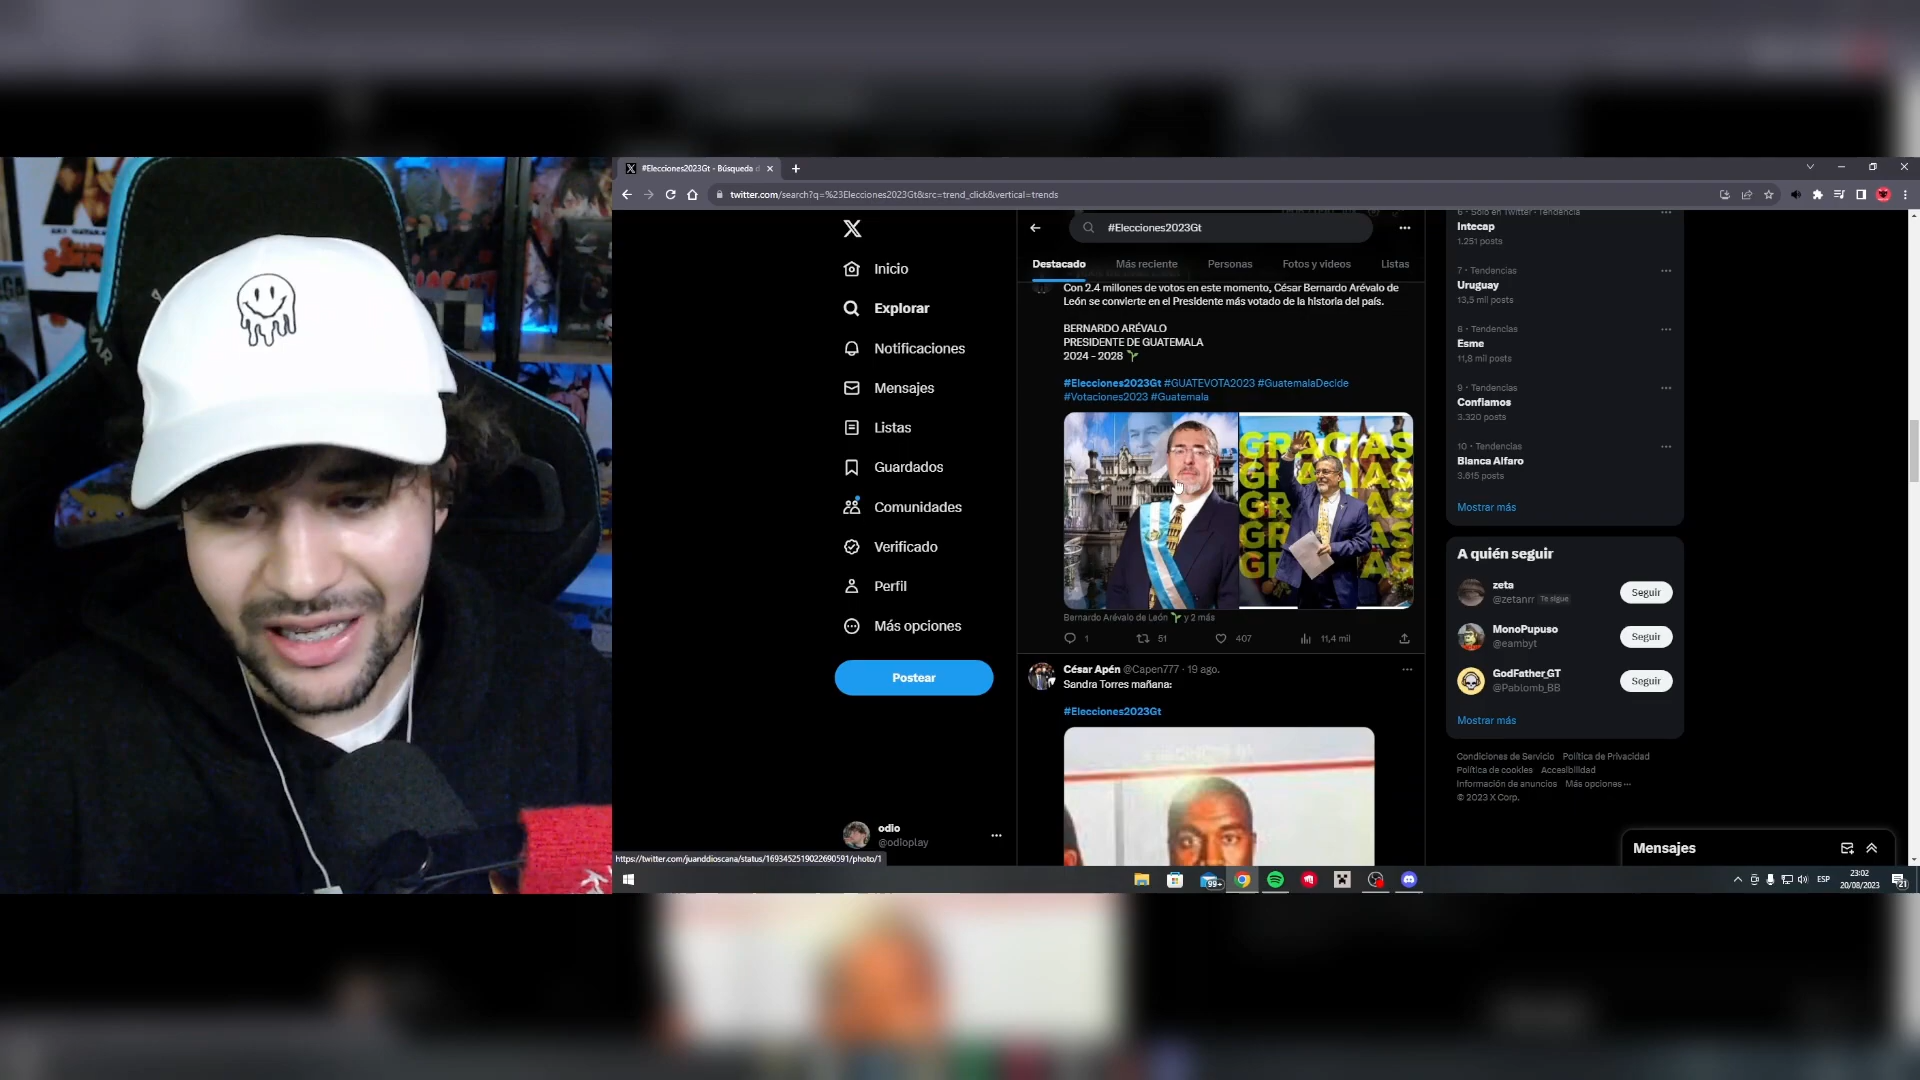 #Elecciones2023Gt - Búsqueda d
twitter.com/search?q=%23Elecciones2023Gt&src=trend_click&vertical=trends
Inicio
Explorar
Notificaciones
Mensajes
Listas
Guardados
Comunidades
Verificado
Perfil
Más opciones
Postear
odio
@odioplay
https://twitter.com/juanddioscana/status/1693452519022690591/photo/1
#Elecciones2023Gt
Destacado
Más reciente
Personas
Fotos y videos
Listas
Con 2.4 millones de votos en este momento, César Bernardo Arévalo de
León se convierte en el Presidente más votado de la historia del país.
BERNARDO ARÉVALO
PRESIDENTE DE GUATEMALA
2024 - 2028
#Elecciones2023Gt #GUATEVOTA2023 #GuatemalaDecide
#Votaciones2023 #Guatemala
GRACIAS
Bernardo Arévalo de León y 2 más
1
51
407
11,4 mil
César Apén @Capen777 · 19 ago.
Sandra Torres mañana:
#Elecciones2023Gt
6 · Solo en Twitter · Tendencia
Intecap
1.251 posts
7 · Tendencias
Uruguay
13,5 mil posts
8 · Tendencias
Esme
11,8 mil posts
9 · Tendencias
Confiamos
3.320 posts
10 · Tendencias
Blanca Alfaro
3.615 posts
Mostrar más
A quién seguir
zeta
@zetanrr Te sigue
Seguir
MonoPupuso
@eambyt
Seguir
GodFather_GT
@Pablomb_BB
Seguir
Mostrar más
Condiciones de Servicio Política de Privacidad
Política de cookies Accesibilidad
Información de anuncios Más opciones ···
© 2023 X Corp.
Mensajes
99+
ESP
23:02
20/08/2023
21